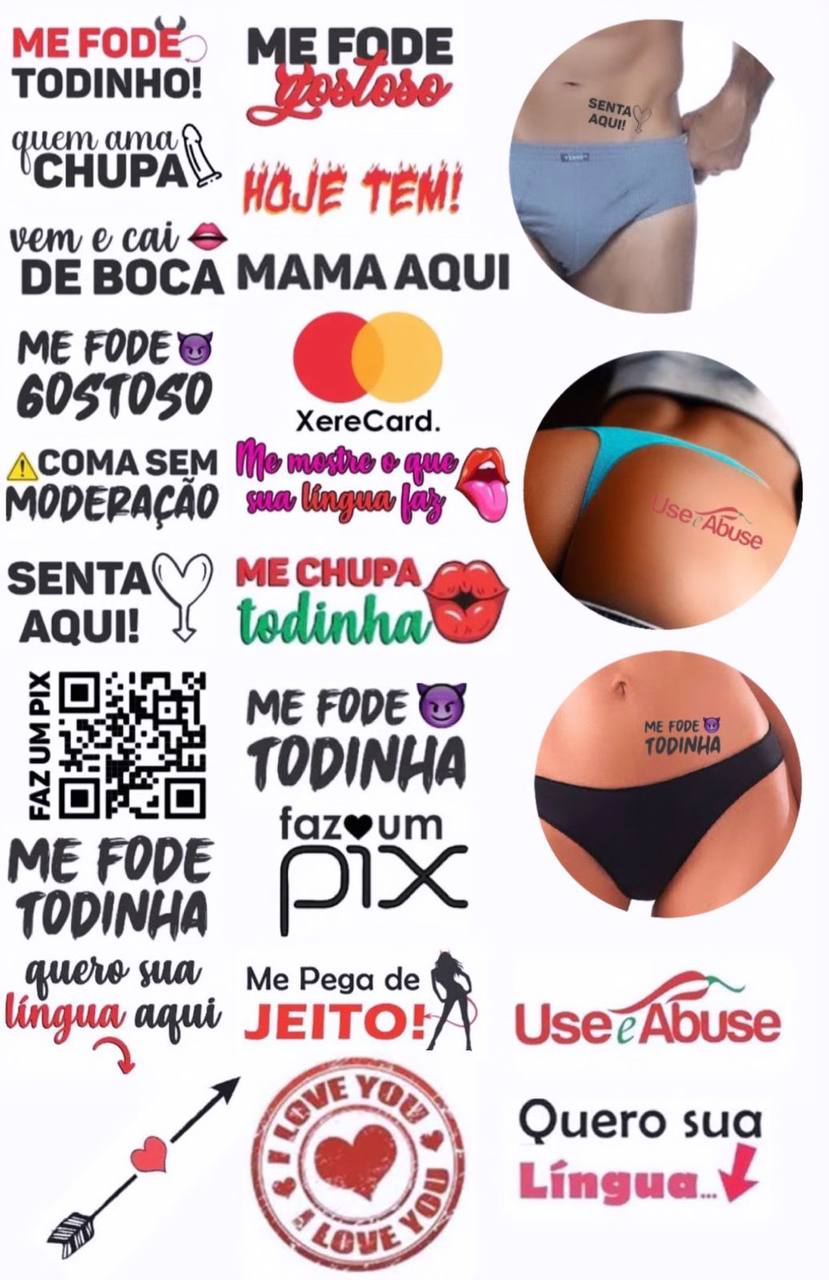 ME FODE
TODINHO!
ME FODE
gostoso
SENTA
AQUI!
quem ama
CHUPA
HOJE TEM!
vem e cai
DE BOCA
MAMA AQUI
ME FODE
GOSTOSO
XereCard.
COMA SEM
MODERAÇÃO
Me mostre o que
sua língua faz
Use e Abuse
SENTA
AQUI!
ME CHUPA
todinha
FAZ UM PIX
ME FODE
TODINHA
ME FODE
TODINHA
faz um
pix
ME FODE
TODINHA
quero sua
língua aqui
Me Pega de
JEITO!
Use e Abuse
I LOVE YOU
I LOVE YOU
Quero sua
Língua...